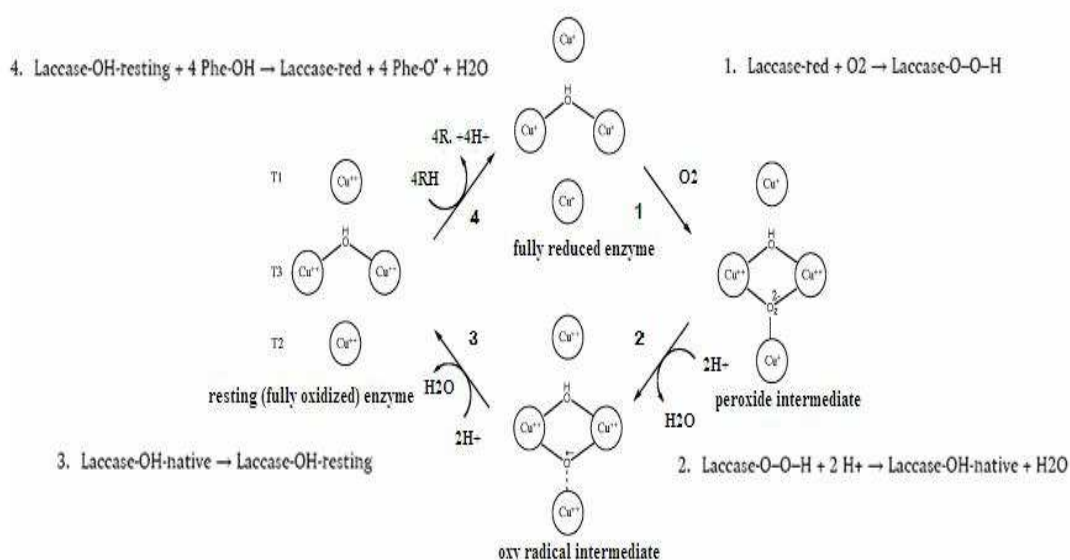 Cu⁺
4. Laccase-OH-resting + 4 Phe-OH → Laccase-red + 4 Phe-O• + H2O
1. Laccase-red + O2 → Laccase-O-O-H
H
O
Cu⁺ Cu⁺
4R. +4H+
4RH
4
O2
1
Cu⁺
fully reduced enzyme
T1 Cu⁺⁺
H
O
T3 Cu⁺⁺ Cu⁺⁺
T2 Cu⁺⁺
resting (fully oxidized) enzyme
Cu⁺
H
O
Cu⁺⁺ Cu⁺⁺
O₂²⁻
Cu⁺
peroxide intermediate
3
H2O
2H+
2
2H+
H2O
Cu⁺⁺
H
O
Cu⁺⁺ Cu⁺⁺
O
Cu⁺⁺
oxy radical intermediate
3. Laccase-OH-native → Laccase-OH-resting
2. Laccase-O-O-H + 2 H+ → Laccase-OH-native + H2O